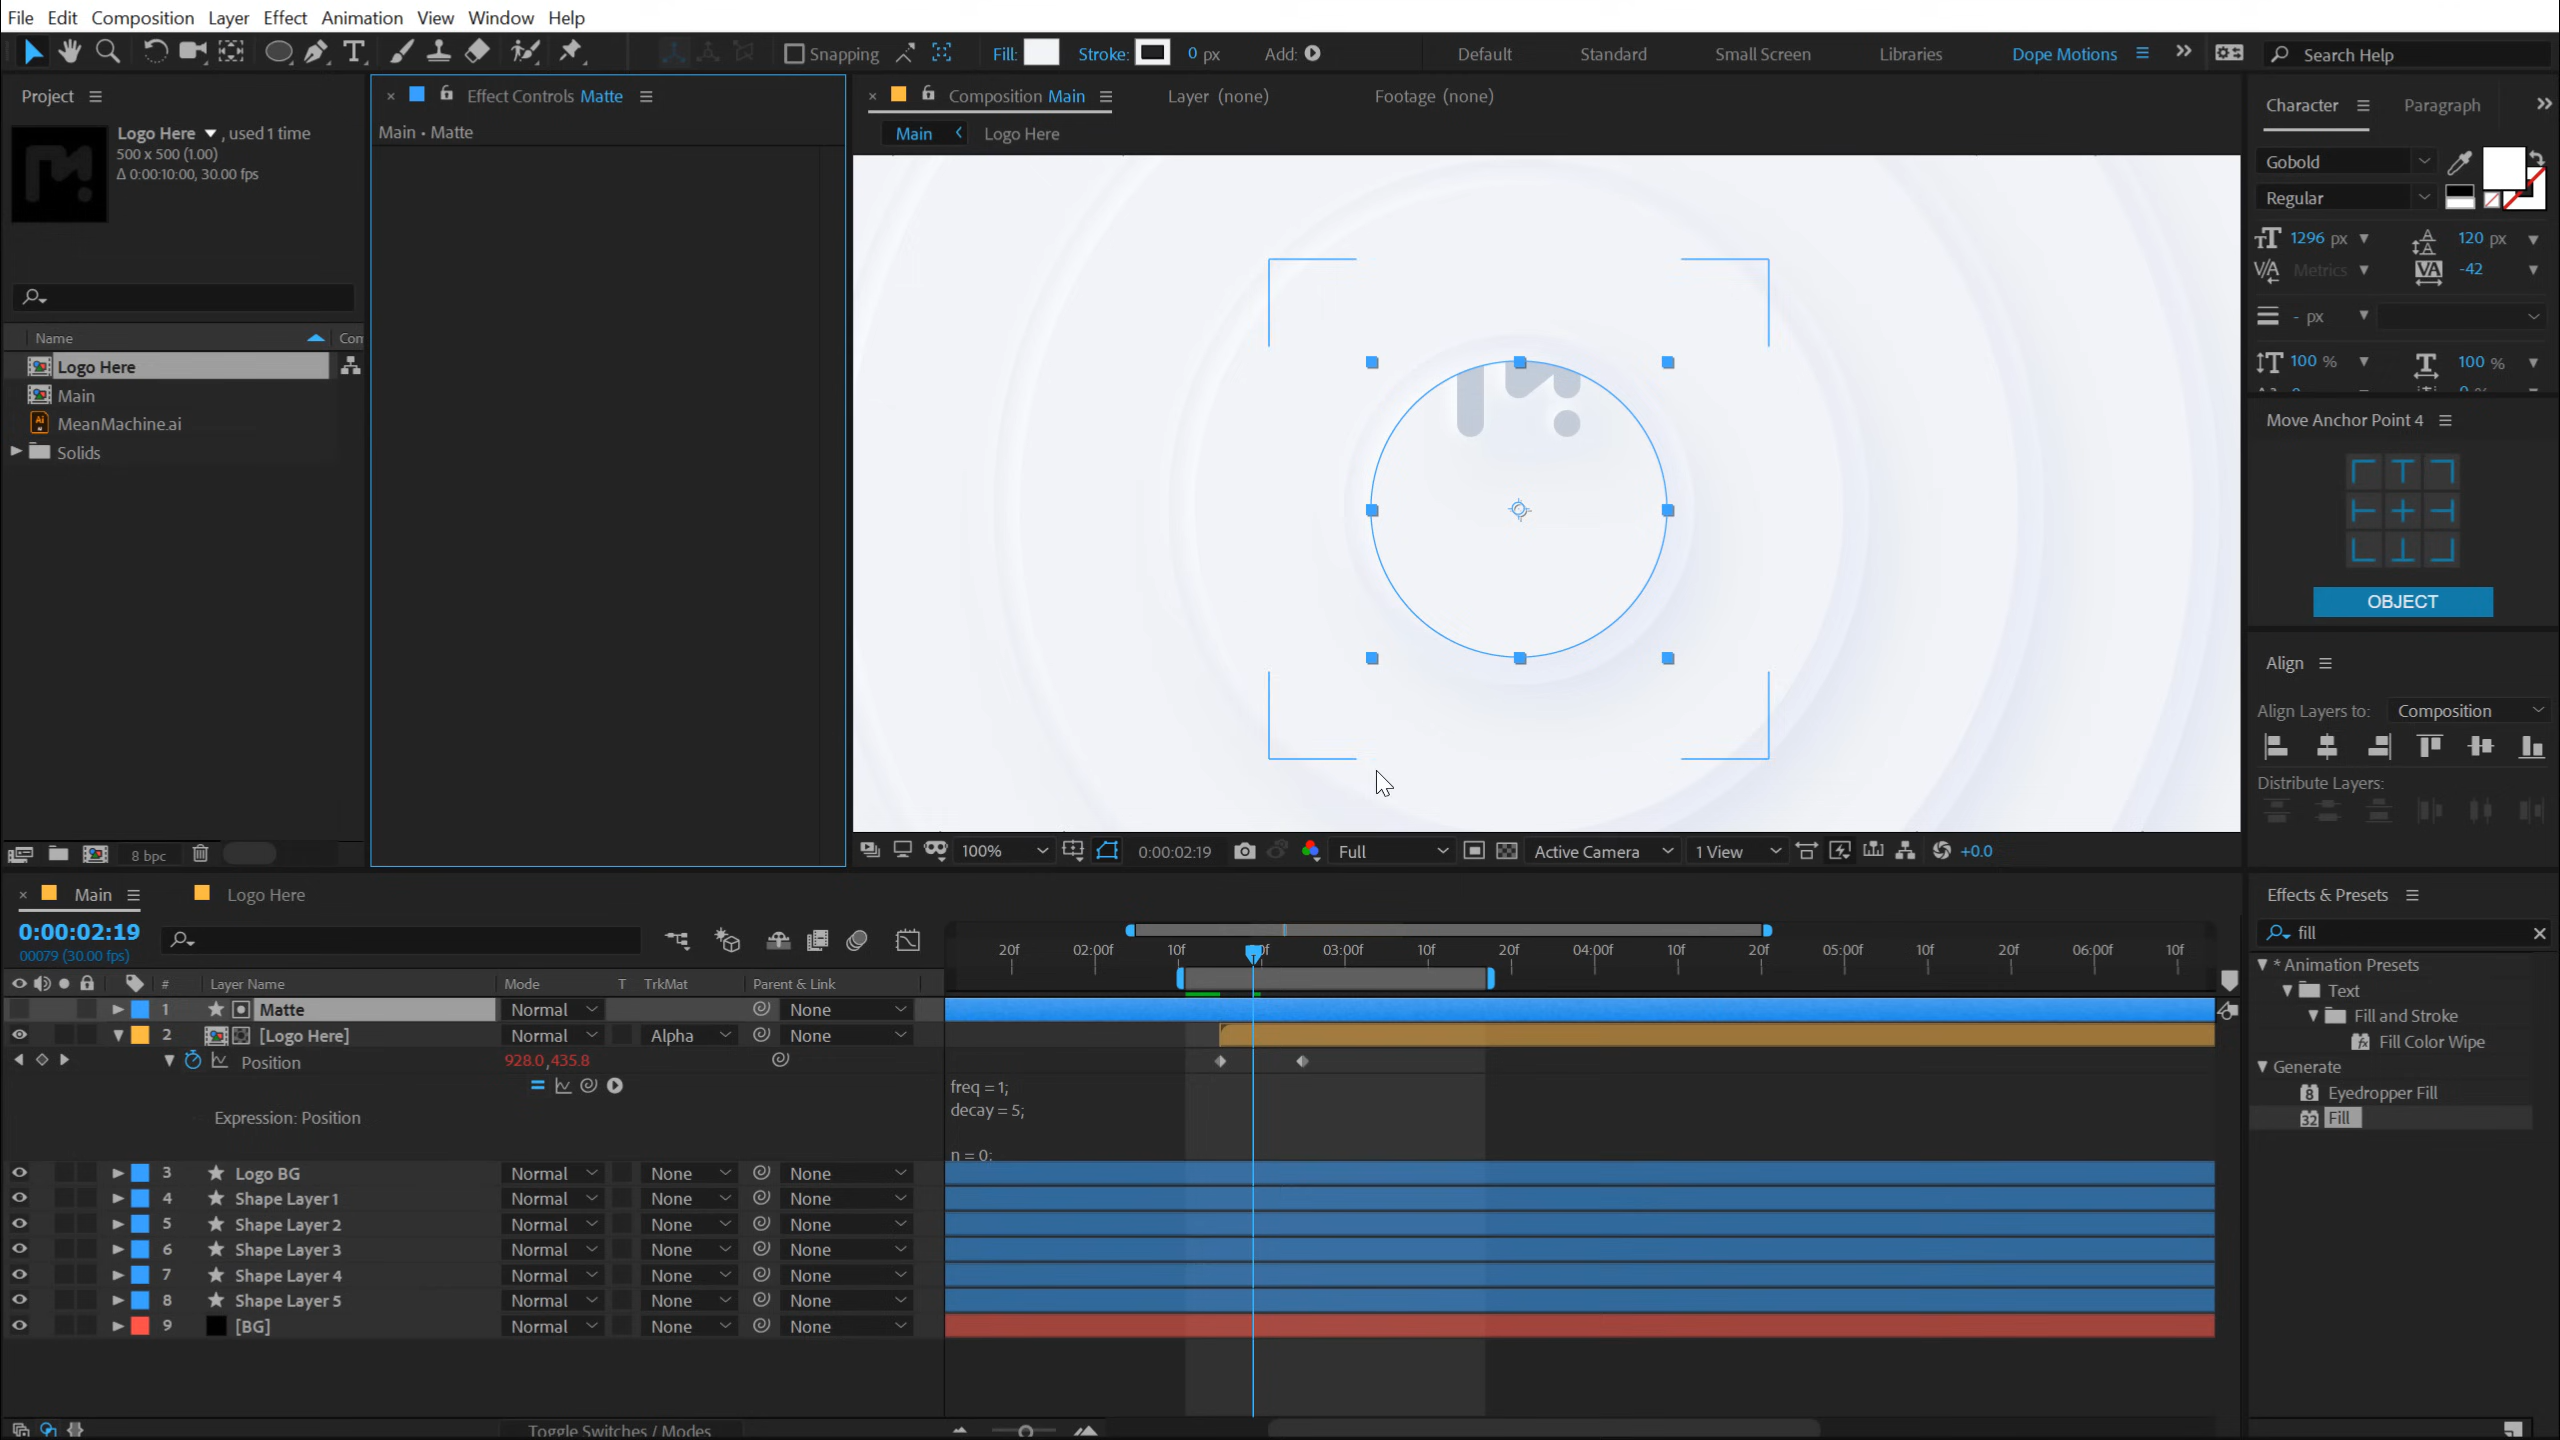 File Edit Composition Layer Effect Animation View Window Help
Snapping Fill: Stroke: 0 px Add: Default Standard Small Screen Libraries Dope Motions Search Help
Project
Logo Here , used 1 time
500 x 500 (1.00)
Δ 0:00:10:00, 30.00 fps
Name Com
Logo Here
Main
MeanMachine.ai
Solids
8 bpc
Effect Controls Matte
Main • Matte
Composition Main Layer (none) Footage (none)
Main Logo Here
100% 0:00:02:19 Full Active Camera 1 View +0.0
Character Paragraph
Gobold
Regular
1296 px 120 px
Metrics -42
- px
100 % 100 %
Move Anchor Point 4
OBJECT
Align
Align Layers to: Composition
Distribute Layers:
Effects & Presets
fill
* Animation Presets
Text
Fill and Stroke
Fill Color Wipe
Generate
8 Eyedropper Fill
32 Fill
Main Logo Here
0:00:02:19
00079 (30.00 fps)
20f 02:00f 10f 20f 03:00f 10f 20f 04:00f 10f 20f 05:00f 10f 20f 06:00f 10f
# Layer Name Mode T TrkMat Parent & Link
1 Matte Normal None
2 [Logo Here] Normal Alpha None
Position 928.0,435.8
Expression: Position
freq = 1;
decay = 5;
n = 0;
3 Logo BG Normal None None
4 Shape Layer 1 Normal None None
5 Shape Layer 2 Normal None None
6 Shape Layer 3 Normal None None
7 Shape Layer 4 Normal None None
8 Shape Layer 5 Normal None None
9 [BG] Normal None None
Toggle Switches / Modes